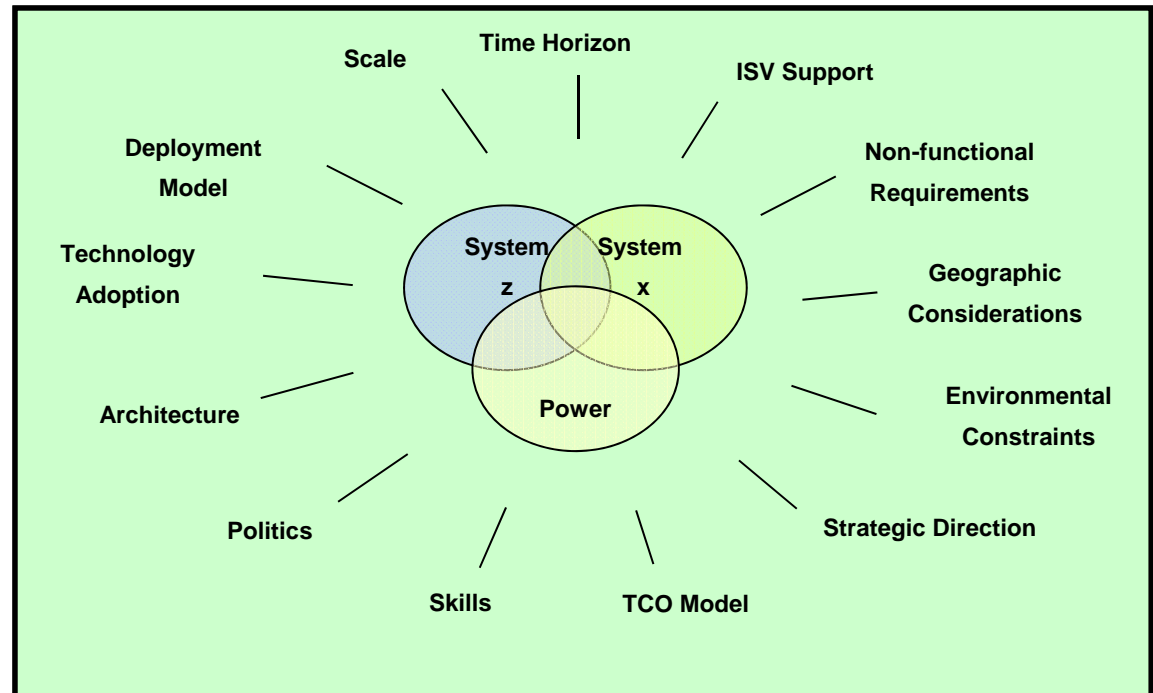 Time Horizon
Scale
ISV Support
Deployment
Model
Non-functional
Requirements
System
z
System
x
Technology
Adoption
Geographic
Considerations
Power
Architecture
Environmental
Constraints
Politics
Strategic Direction
Skills
TCO Model